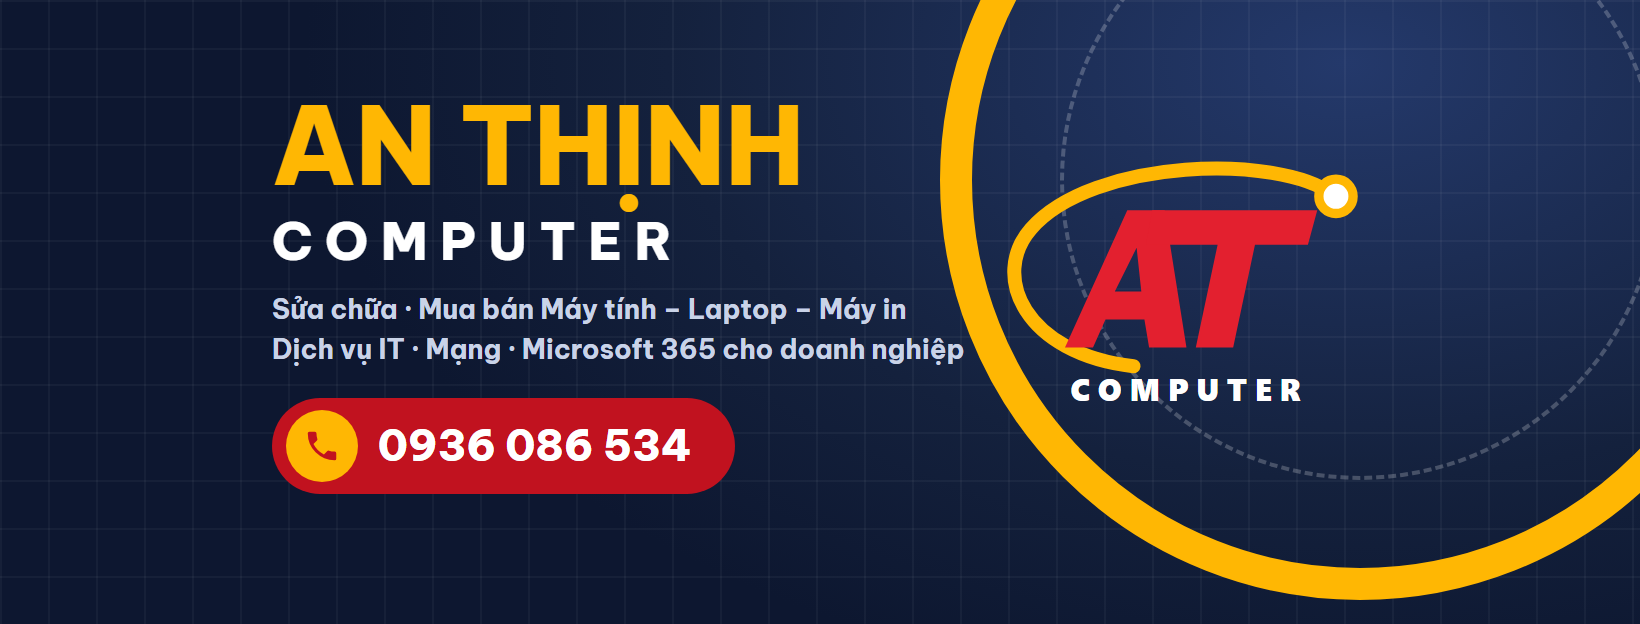 AN THỊNH
COMPUTER
Sửa chữa · Mua bán Máy tính – Laptop – Máy in
Dịch vụ IT · Mạng · Microsoft 365 cho doanh nghiệp
0936 086 534
AT
COMPUTER